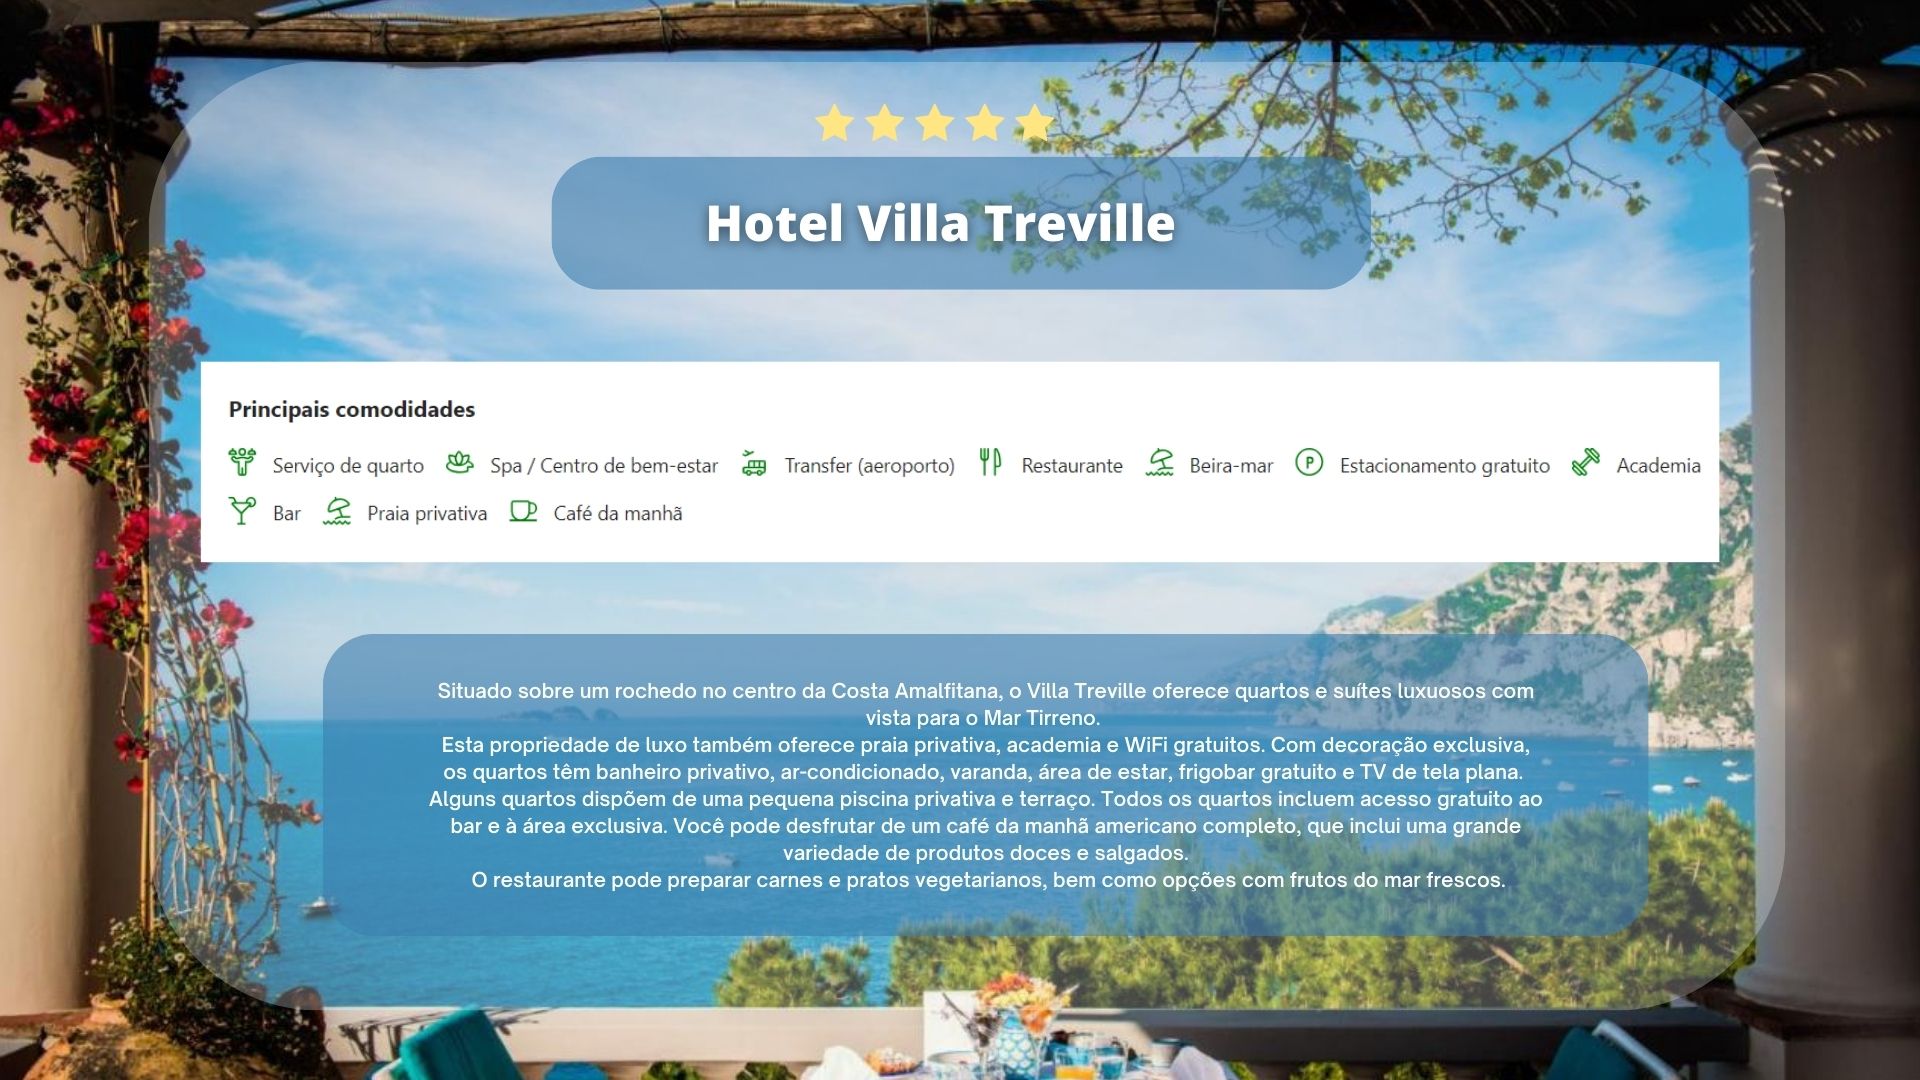 Hotel Villa Treville
Principais comodidades
Serviço de quarto Spa / Centro de bem-estar Transfer (aeroporto) Restaurante Beira-mar P Estacionamento gratuito Academia
Bar Praia privativa Café da manhã
Situado sobre um rochedo no centro da Costa Amalfitana, o Villa Treville oferece quartos e suítes luxuosos com
vista para o Mar Tirreno.
Esta propriedade de luxo também oferece praia privativa, academia e WiFi gratuitos. Com decoração exclusiva,
os quartos têm banheiro privativo, ar-condicionado, varanda, área de estar, frigobar gratuito e TV de tela plana.
Alguns quartos dispõem de uma pequena piscina privativa e terraço. Todos os quartos incluem acesso gratuito ao
bar e à área exclusiva. Você pode desfrutar de um café da manhã americano completo, que inclui uma grande
variedade de produtos doces e salgados.
O restaurante pode preparar carnes e pratos vegetarianos, bem como opções com frutos do mar frescos.